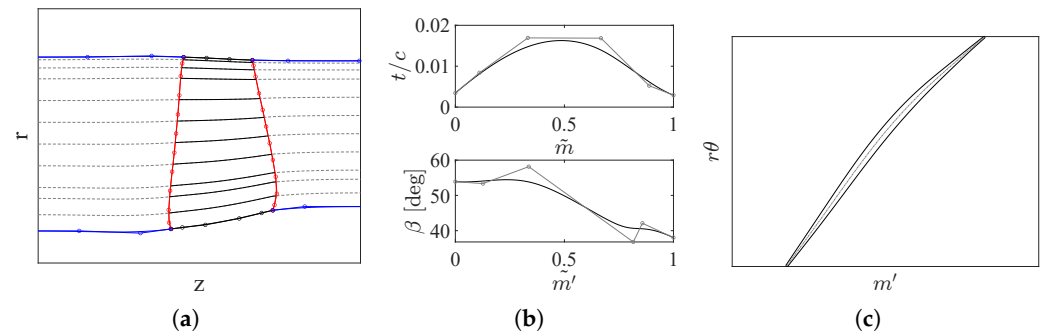 r
z
(a)
t/c
0.02
0.01
0
0 0.5 1
m̃
β [deg]
60
50
40
0 0.5 1
m̃′
(b)
rθ
m′
(c)